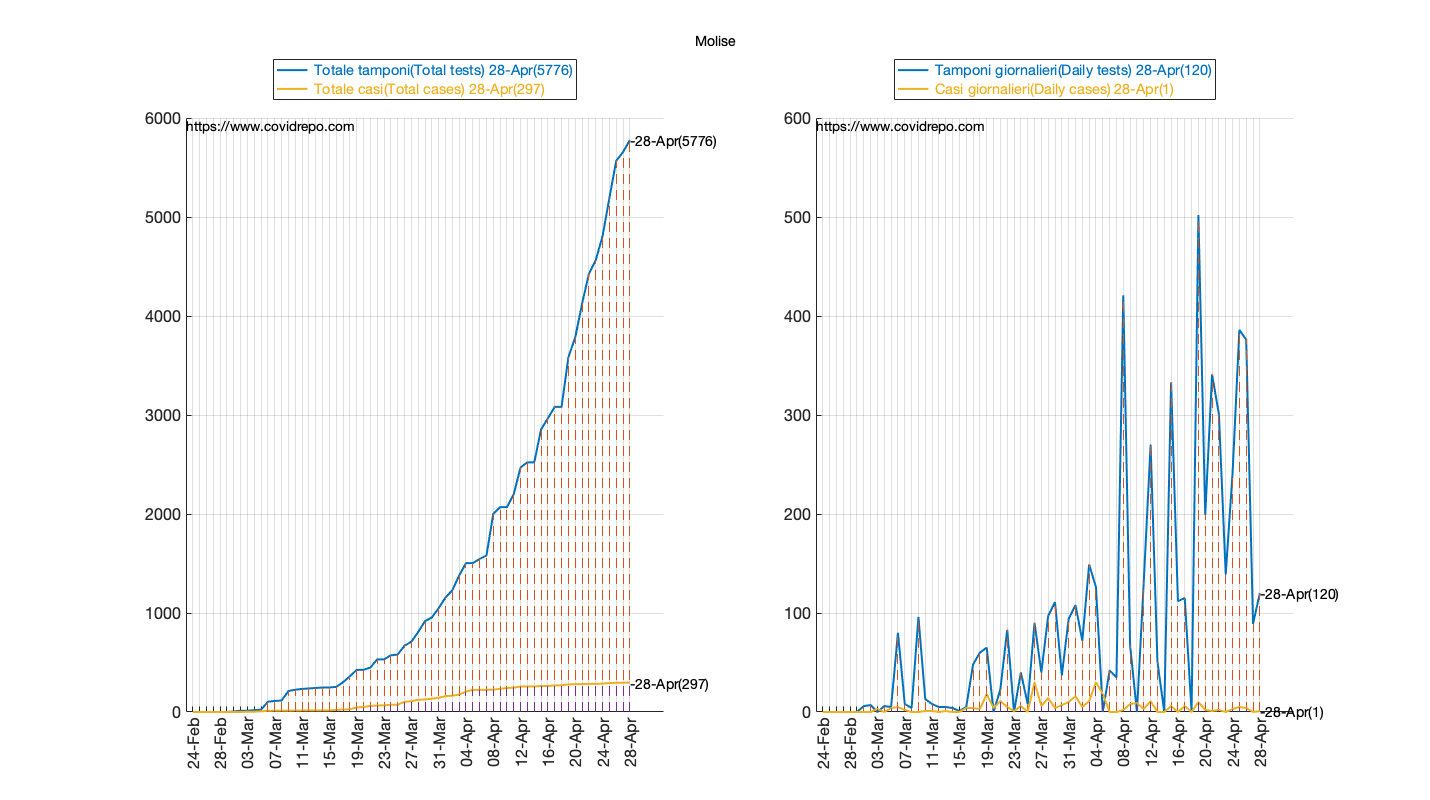 Molise
Totale tamponi(Total tests) 28-Apr(5776)
Totale casi(Total cases) 28-Apr(297)
https://www.covidrepo.com
6000
5000
4000
3000
2000
1000
0
-28-Apr(5776)
-28-Apr(297)
24-Feb
28-Feb
03-Mar
07-Mar
11-Mar
15-Mar
19-Mar
23-Mar
27-Mar
31-Mar
04-Apr
08-Apr
12-Apr
16-Apr
20-Apr
24-Apr
28-Apr
Tamponi giornalieri(Daily tests) 28-Apr(120)
Casi giornalieri(Daily cases) 28-Apr(1)
https://www.covidrepo.com
600
500
400
300
200
100
0
-28-Apr(120)
-28-Apr(1)
24-Feb
28-Feb
03-Mar
07-Mar
11-Mar
15-Mar
19-Mar
23-Mar
27-Mar
31-Mar
04-Apr
08-Apr
12-Apr
16-Apr
20-Apr
24-Apr
28-Apr